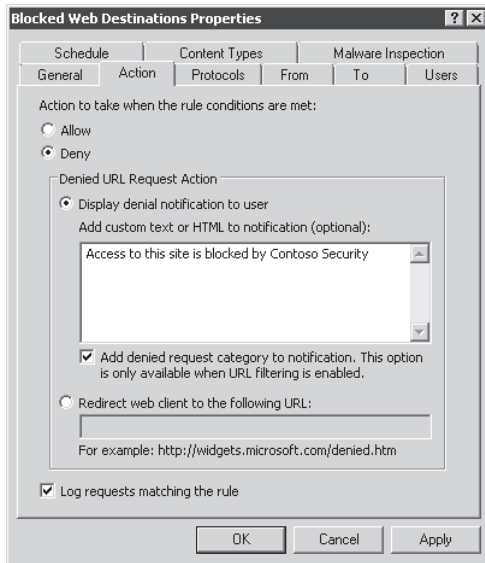 Blocked Web Destinations Properties
Schedule Content Types Malware Inspection
General Action Protocols From To Users
Action to take when the rule conditions are met:
Allow
Deny
Denied URL Request Action
Display denial notification to user
Add custom text or HTML to notification (optional):
Access to this site is blocked by Contoso Security
Add denied request category to notification. This option
is only available when URL filtering is enabled.
Redirect web client to the following URL:
For example: http://widgets.microsoft.com/denied.htm
Log requests matching the rule
OK Cancel Apply